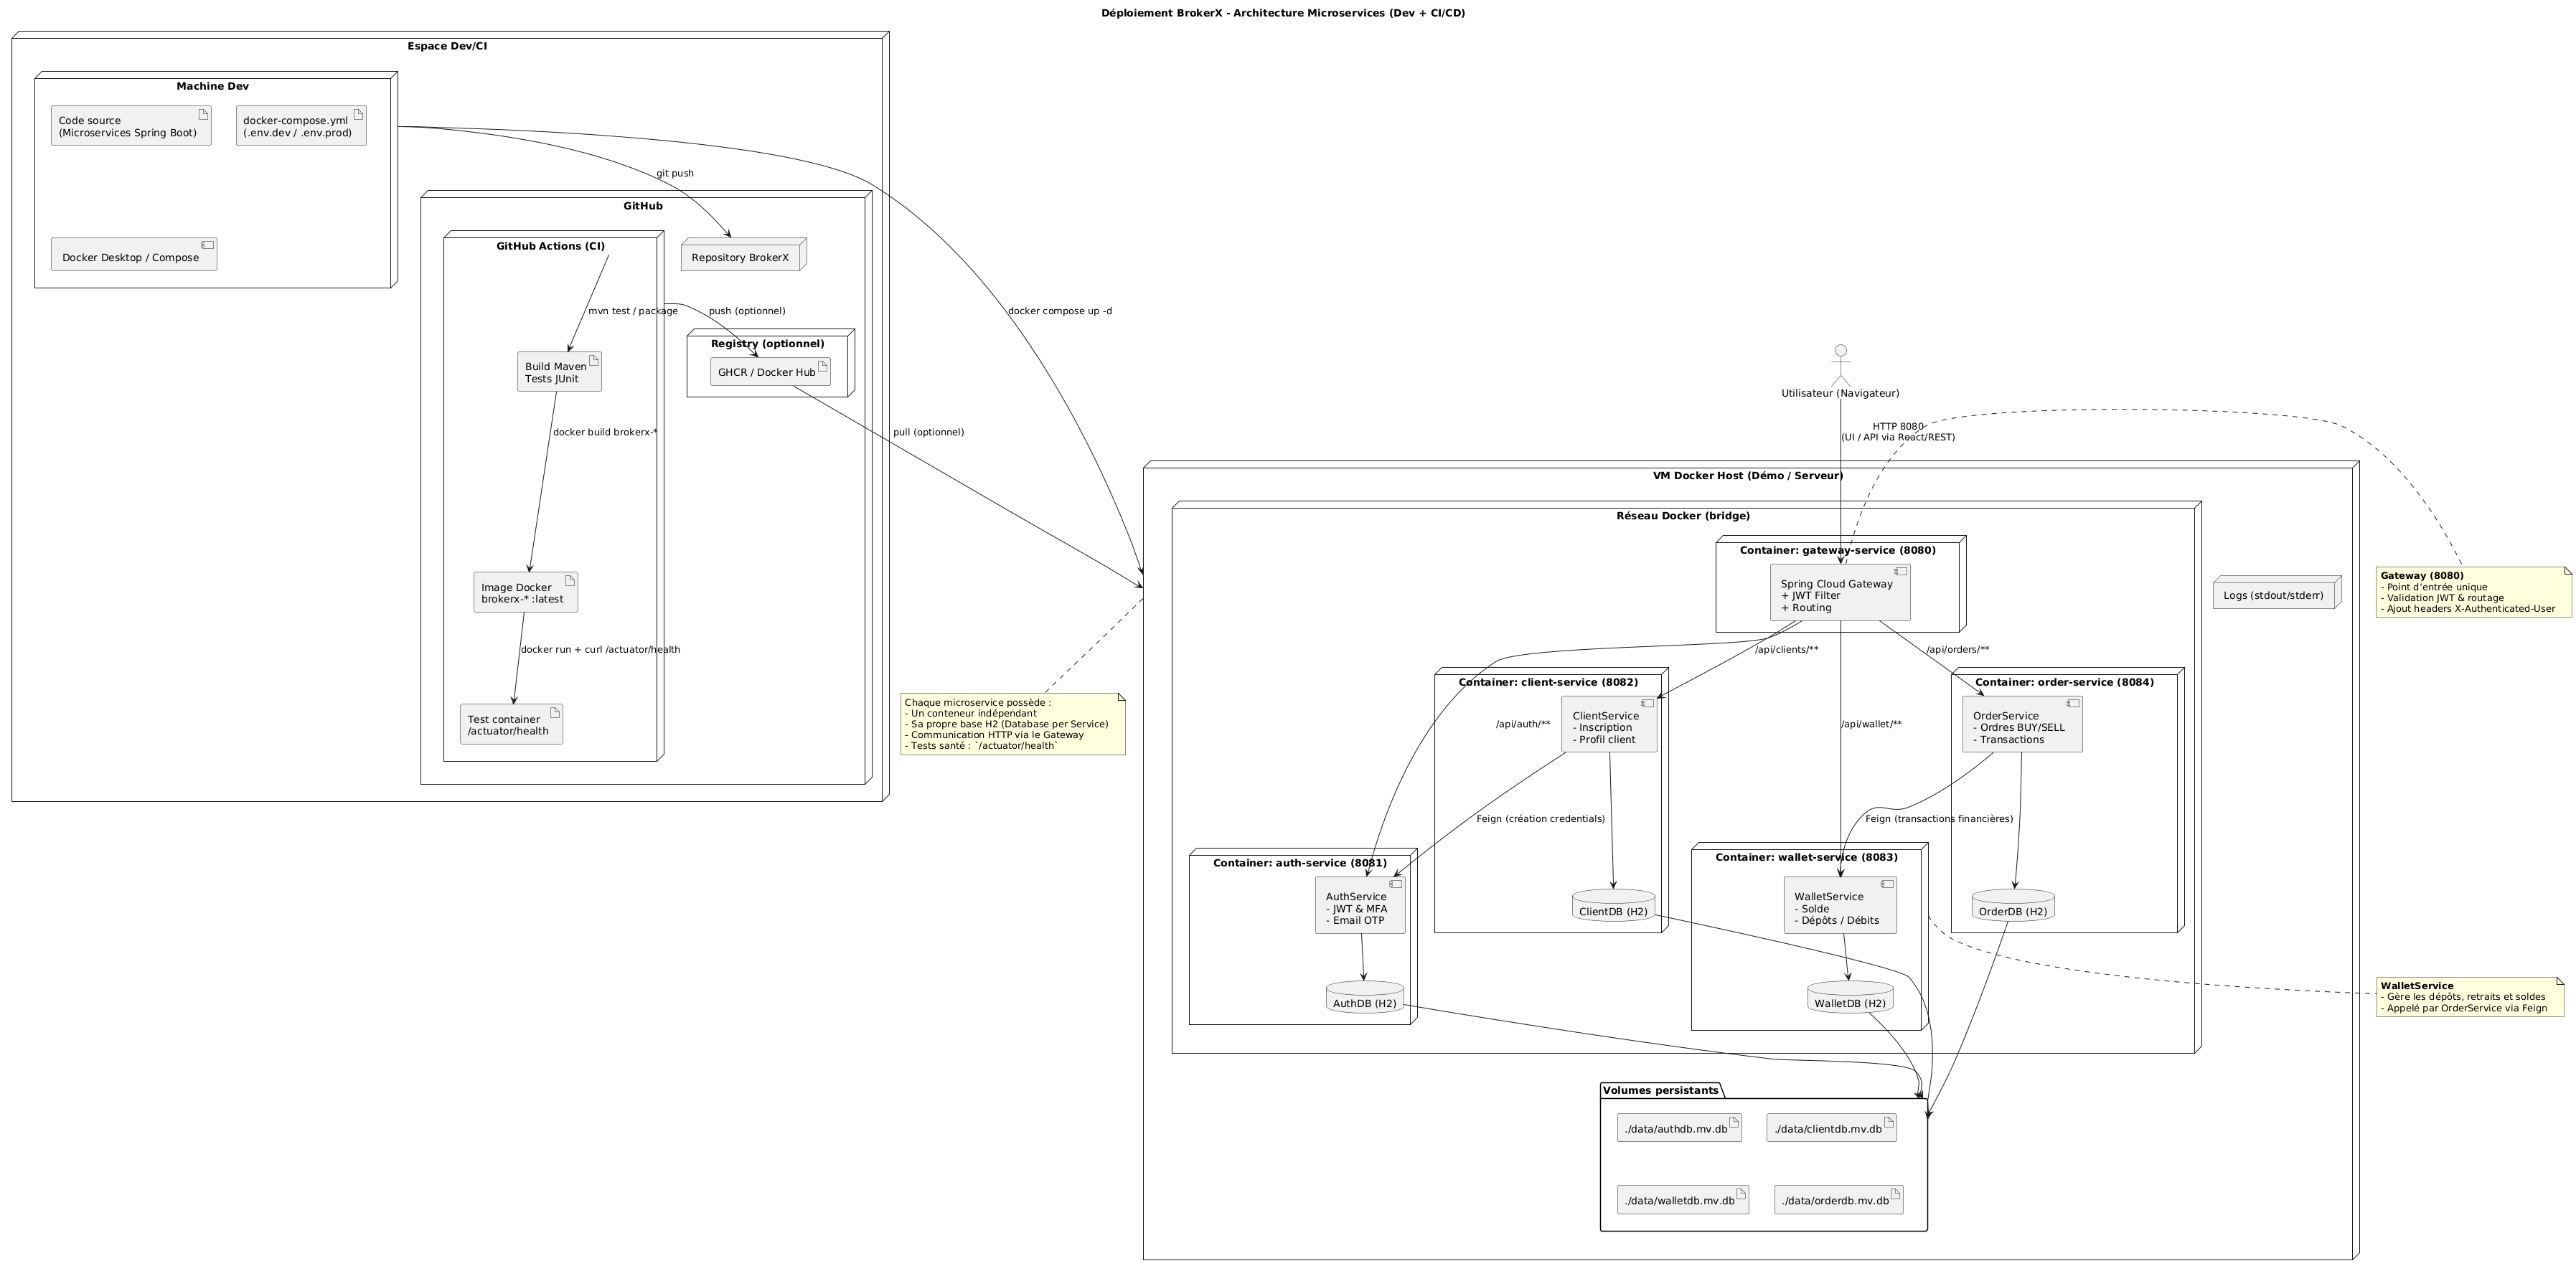 Déploiement BrokerX - Architecture Microservices (Dev + CI/CD)
Espace Dev/CI
Machine Dev
Code source
(Microservices Spring Boot)
docker-compose.yml
(.env.dev / .env.prod)
Docker Desktop / Compose
git push
GitHub
GitHub Actions (CI)
Repository BrokerX
mvn test / package
push (optionnel)
docker compose up -d
Registry (optionnel)
GHCR / Docker Hub
Build Maven
Tests JUnit
docker build brokerx-*
pull (optionnel)
Image Docker
brokerx-* :latest
docker run + curl /actuator/health
Test container
/actuator/health
Chaque microservice possède :
- Un conteneur indépendant
- Sa propre base H2 (Database per Service)
- Communication HTTP via le Gateway
- Tests santé : `/actuator/health`
Utilisateur (Navigateur)
HTTP 8080
(UI / API via React/REST)
VM Docker Host (Démo / Serveur)
Réseau Docker (bridge)
Container: gateway-service (8080)
Spring Cloud Gateway
+ JWT Filter
+ Routing
Logs (stdout/stderr)
Gateway (8080)
- Point d’entrée unique
- Validation JWT & routage
- Ajout headers X-Authenticated-User
/api/clients/**
/api/orders/**
/api/auth/**
/api/wallet/**
Container: client-service (8082)
ClientService
- Inscription
- Profil client
Container: order-service (8084)
OrderService
- Ordres BUY/SELL
- Transactions
Feign (création credentials)
Feign (transactions financières)
Container: auth-service (8081)
AuthService
- JWT & MFA
- Email OTP
AuthDB (H2)
ClientDB (H2)
Container: wallet-service (8083)
WalletService
- Solde
- Dépôts / Débits
WalletDB (H2)
OrderDB (H2)
WalletService
- Gère les dépôts, retraits et soldes
- Appelé par OrderService via Feign
Volumes persistants
./data/authdb.mv.db
./data/clientdb.mv.db
./data/walletdb.mv.db
./data/orderdb.mv.db